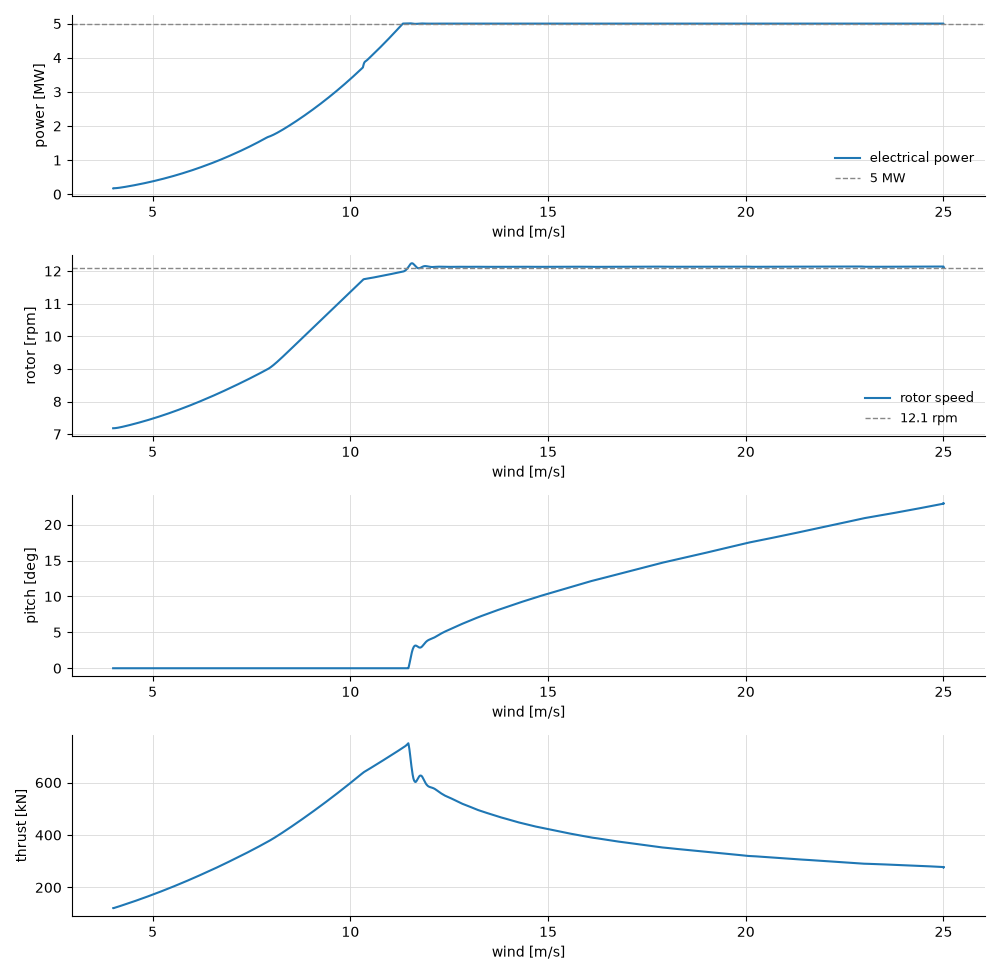 power [MW]
5
4
3
2
1
0
electrical power
5 MW
5 10 15 20 25
wind [m/s]
rotor [rpm]
12
11
10
9
8
7
rotor speed
12.1 rpm
5 10 15 20 25
wind [m/s]
pitch [deg]
20
15
10
5
0
5 10 15 20 25
wind [m/s]
thrust [kN]
600
400
200
5 10 15 20 25
wind [m/s]